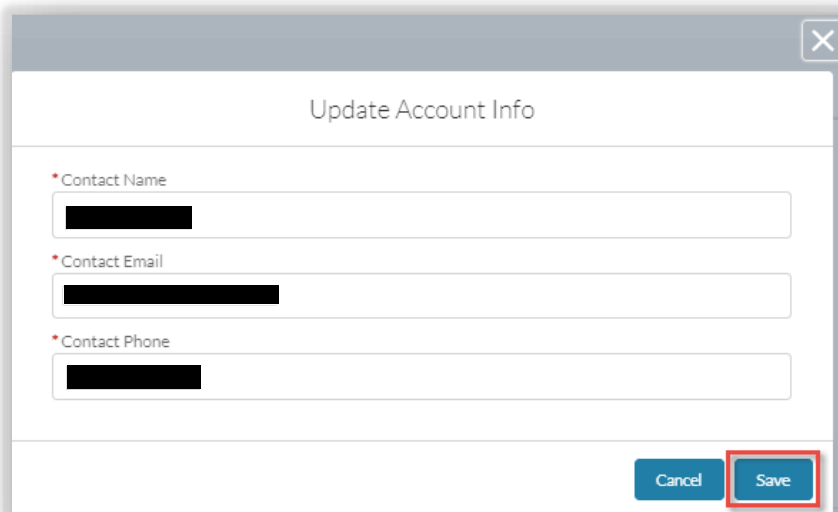 Update Account Info
*Contact Name
*Contact Email
*Contact Phone
Cancel Save